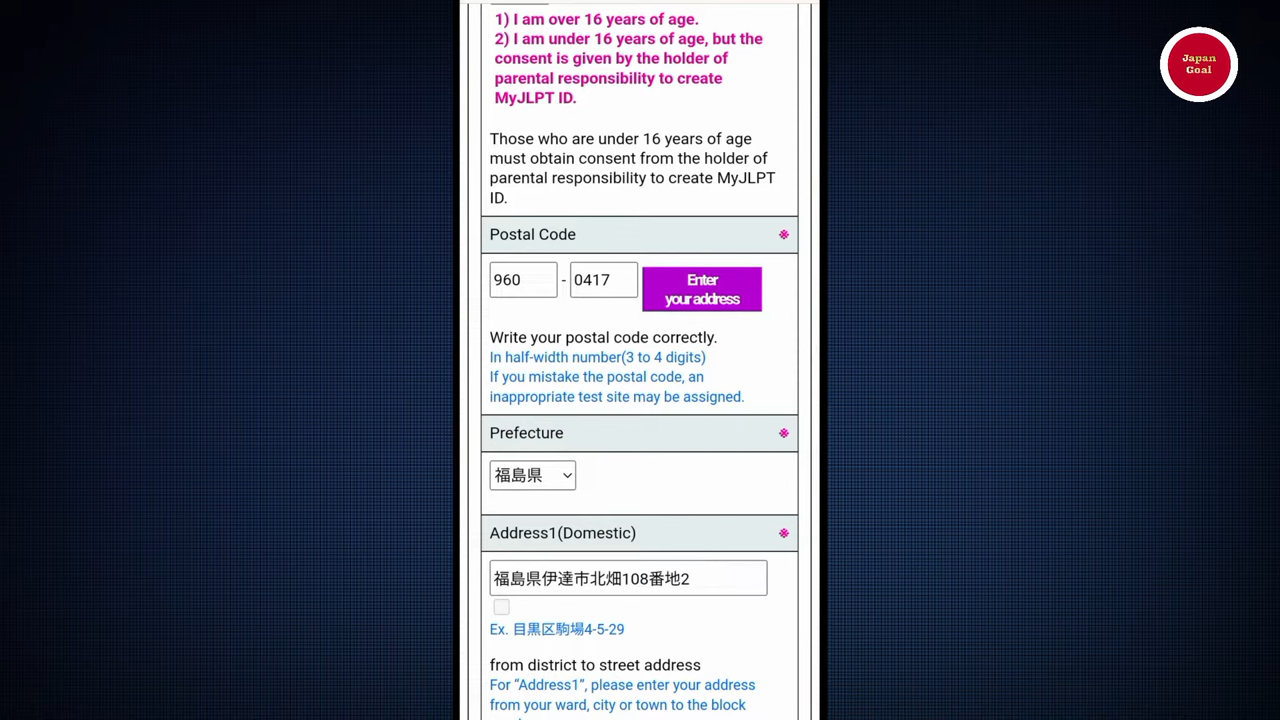 1) I am over 16 years of age.
2) I am under 16 years of age, but the
consent is given by the holder of
parental responsibility to create
MyJLPT ID.
Those who are under 16 years of age
must obtain consent from the holder of
parental responsibility to create MyJLPT
ID.
Postal Code ※
960 - 0417 Enter
your address
Write your postal code correctly.
In half-width number(3 to 4 digits)
If you mistake the postal code, an
inappropriate test site may be assigned.
Prefecture ※
福島県
Address1(Domestic) ※
福島県伊達市北畑108番地2
Ex. 目黒区駒場4-5-29
from district to street address
For “Address1“, please enter your address
from your ward, city or town to the block
Japan
Goal